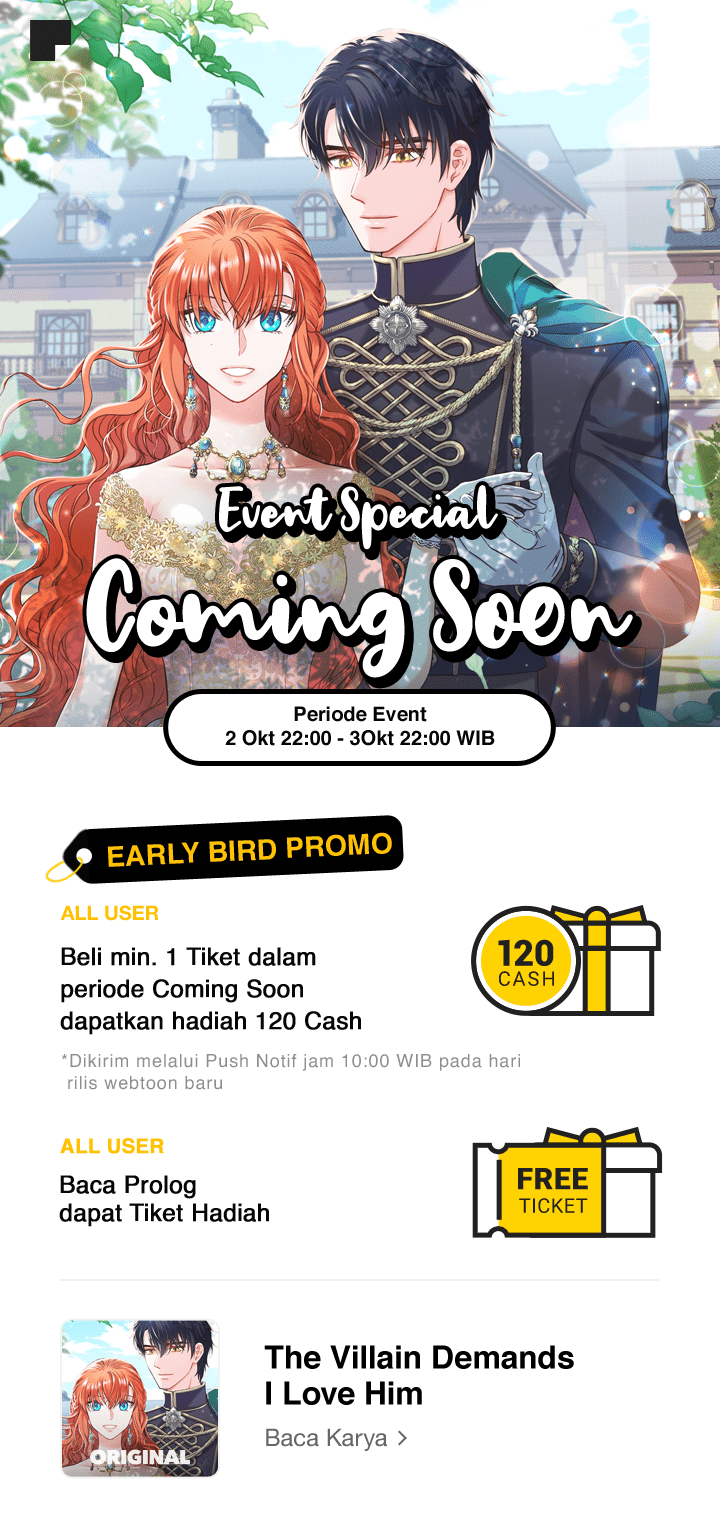 Event Special
Coming Soon
Periode Event
2 Okt 22:00 - 3Okt 22:00 WIB
EARLY BIRD PROMO
ALL USER
Beli min. 1 Tiket dalam
periode Coming Soon
dapatkan hadiah 120 Cash
120
CASH
*Dikirim melalui Push Notif jam 10:00 WIB pada hari
rilis webtoon baru
ALL USER
Baca Prolog
dapat Tiket Hadiah
FREE
TICKET
ORIGINAL
The Villain Demands
I Love Him
Baca Karya >